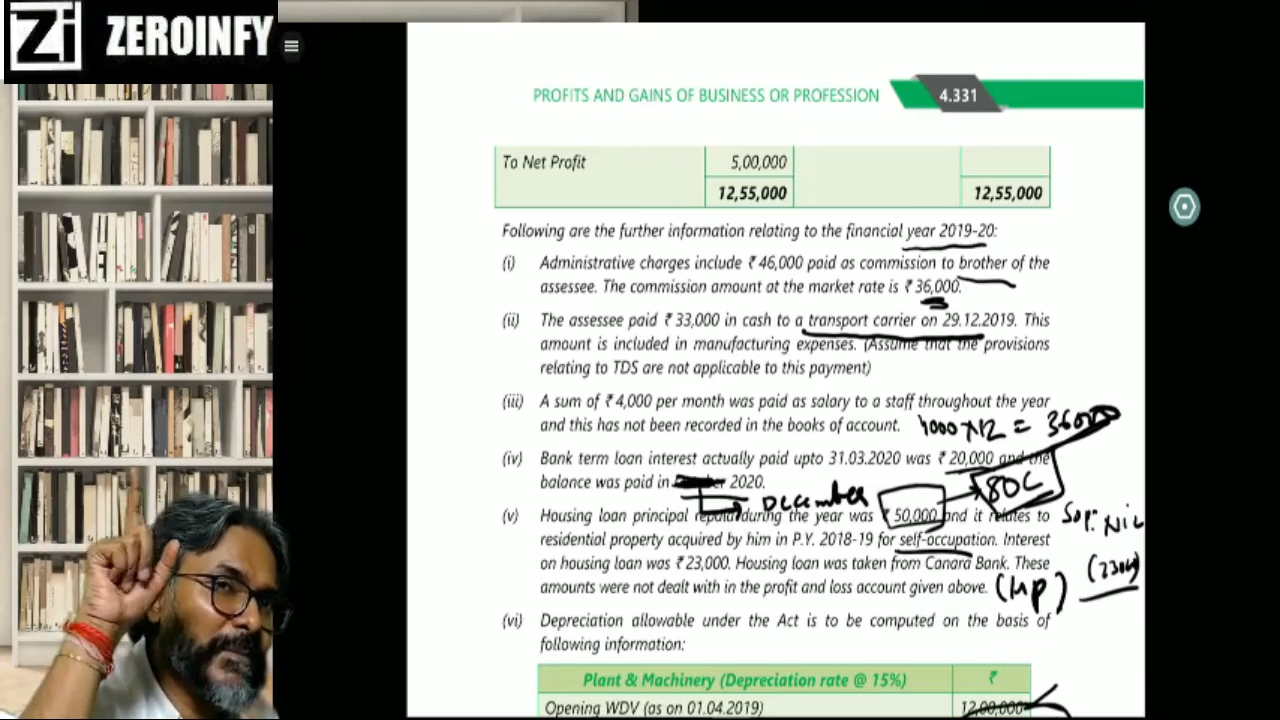 Zi ZEROINFY
PROFITS AND GAINS OF BUSINESS OR PROFESSION 4.331
To Net Profit 5,00,000
12,55,000 12,55,000
Following are the further information relating to the financial year 2019-20:
(i) Administrative charges include ₹ 46,000 paid as commission to brother of the
assessee. The commission amount at the market rate is ₹ 36,000.
(ii) The assessee paid ₹ 33,000 in cash to a transport carrier on 29.12.2019. This
amount is included in manufacturing expenses. (Assume that the provisions
relating to TDS are not applicable to this payment)
(iii) A sum of ₹ 4,000 per month was paid as salary to a staff throughout the year
and this has not been recorded in the books of account. 4000 x 12 =
(iv) Bank term loan interest actually paid upto 31.03.2020 was ₹ 20,000 and the
balance was paid in 2020. 80C
December
(v) Housing loan principal repaid during the year was ₹ 50,000 and it relates to SOP: Nil
residential property acquired by him in P.Y. 2018-19 for self-occupation. Interest
on housing loan was ₹ 23,000. Housing loan was taken from Canara Bank. These
amounts were not dealt with in the profit and loss account given above. (HP)
(vi) Depreciation allowable under the Act is to be computed on the basis of
following information:
Plant & Machinery (Depreciation rate @ 15%) ₹
Opening WDV (as on 01.04.2019) 12,00,000